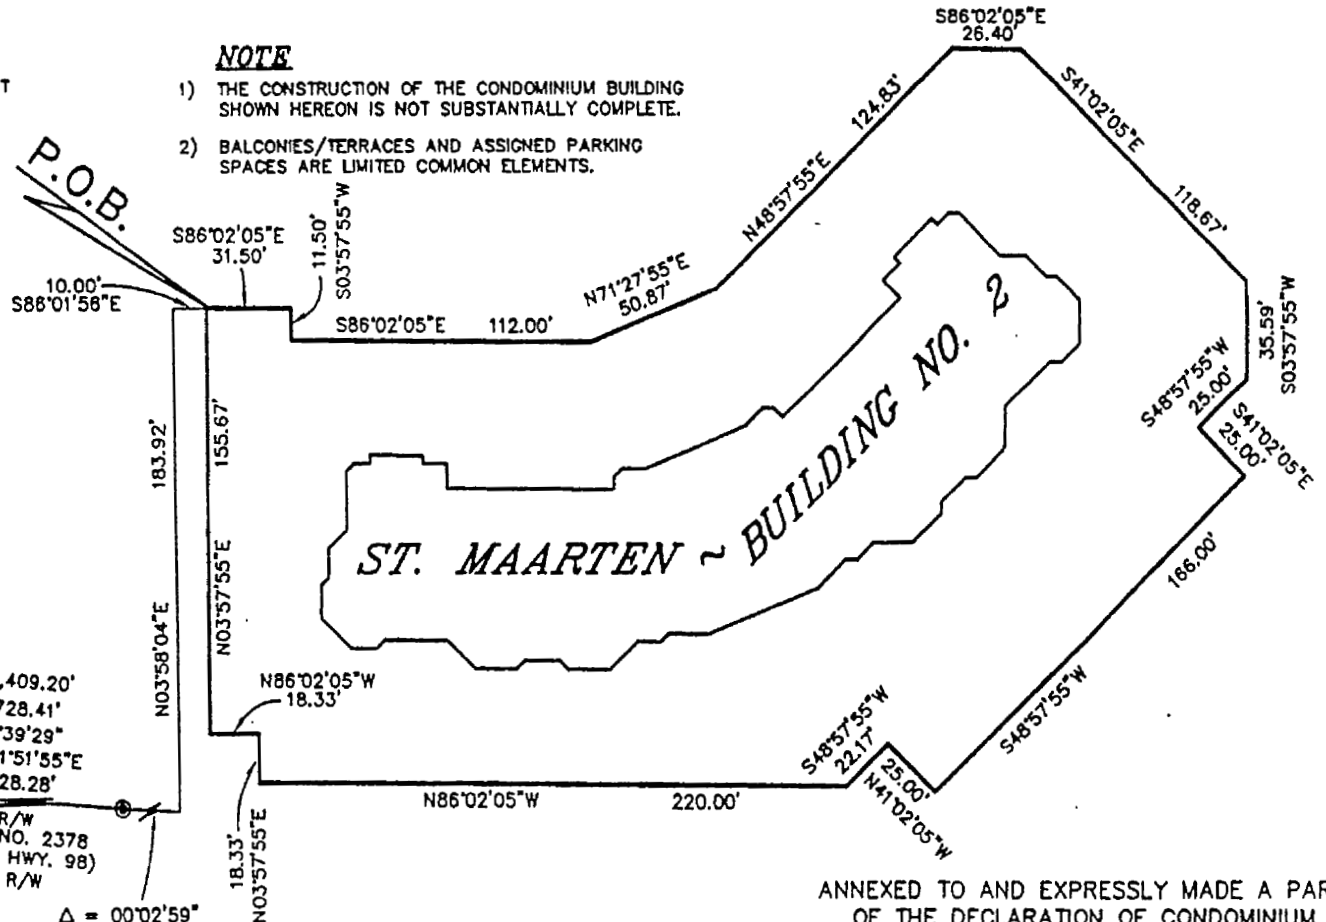 S86°02'05"E
26.40'
NOTE
T
1) THE CONSTRUCTION OF THE CONDOMINIUM BUILDING
SHOWN HEREON IS NOT SUBSTANTIALLY COMPLETE.
2) BALCONIES/TERRACES AND ASSIGNED PARKING
SPACES ARE LIMITED COMMON ELEMENTS.
P.O.B.
S86°02'05"E
31.50'
11.50'
S03°57'55"W
10.00'
S86°01'56"E
S86°02'05"E 112.00'
N71°27'55"E
50.87'
N48°57'55"E
124.83'
S41°02'05"E
118.67'
35.59'
S03°57'55"W
S48°57'55"W
25.00'
S41°02'05"E
25.00'
183.92'
N03°58'04"E
155.67'
N03°57'55"E
ST. MAARTEN ~ BUILDING NO. 2
166.00'
S48°57'55"W
N86°02'05"W
18.33'
S48°57'55"W
22.17'
25.00'
N41°02'05"W
N86°02'05"W 220.00'
18.33'
N03°57'55"E
,409.20'
728.41'
°39'29"
1°51'55"E
28.28'
R/W
NO. 2378
HWY. 98)
R/W
Δ = 00°02'59"
ANNEXED TO AND EXPRESSLY MADE A PAR
OF THE DECLARATION OF CONDOMINIUM